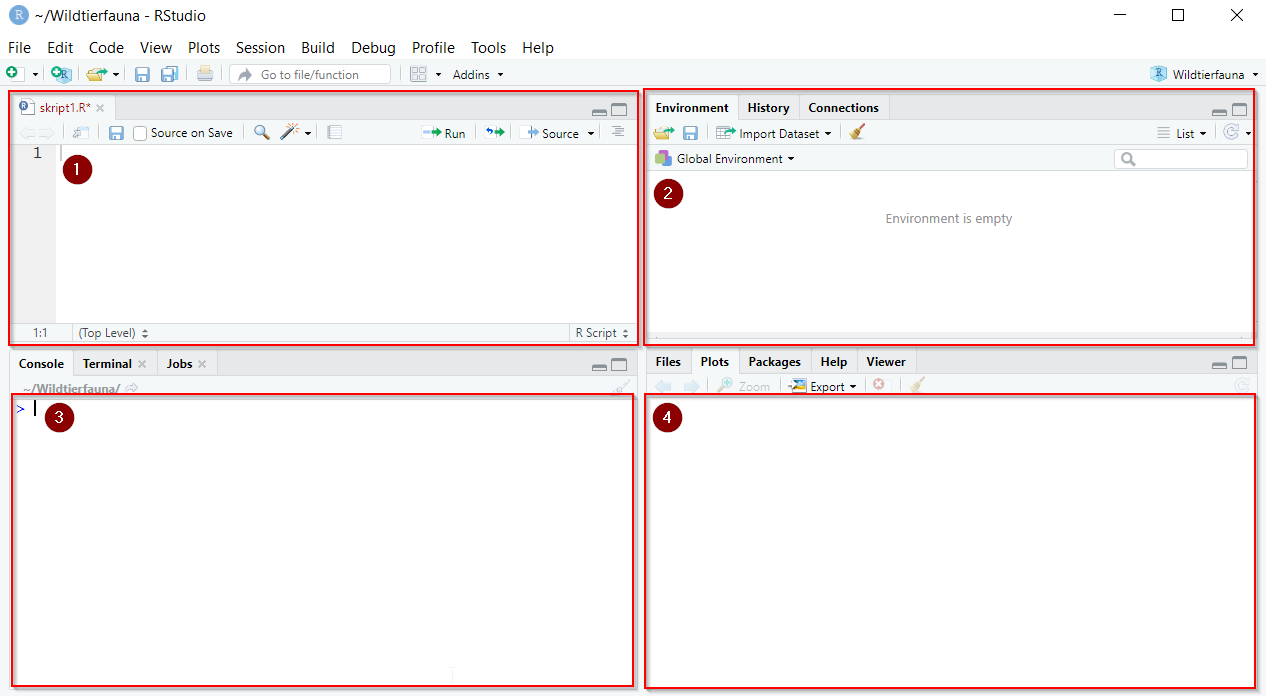 R ~/Wildtierfauna - RStudio
File Edit Code View Plots Session Build Debug Profile Tools Help
R Go to file/function Addins R Wildtierfauna
R skript1.R*
Source on Save Run Source
1
1
1:1 (Top Level) R Script
Environment History Connections
Import Dataset List
Global Environment
2
Environment is empty
Console Terminal Jobs
~/Wildtierfauna/
>
3
Files Plots Packages Help Viewer
Zoom Export
4